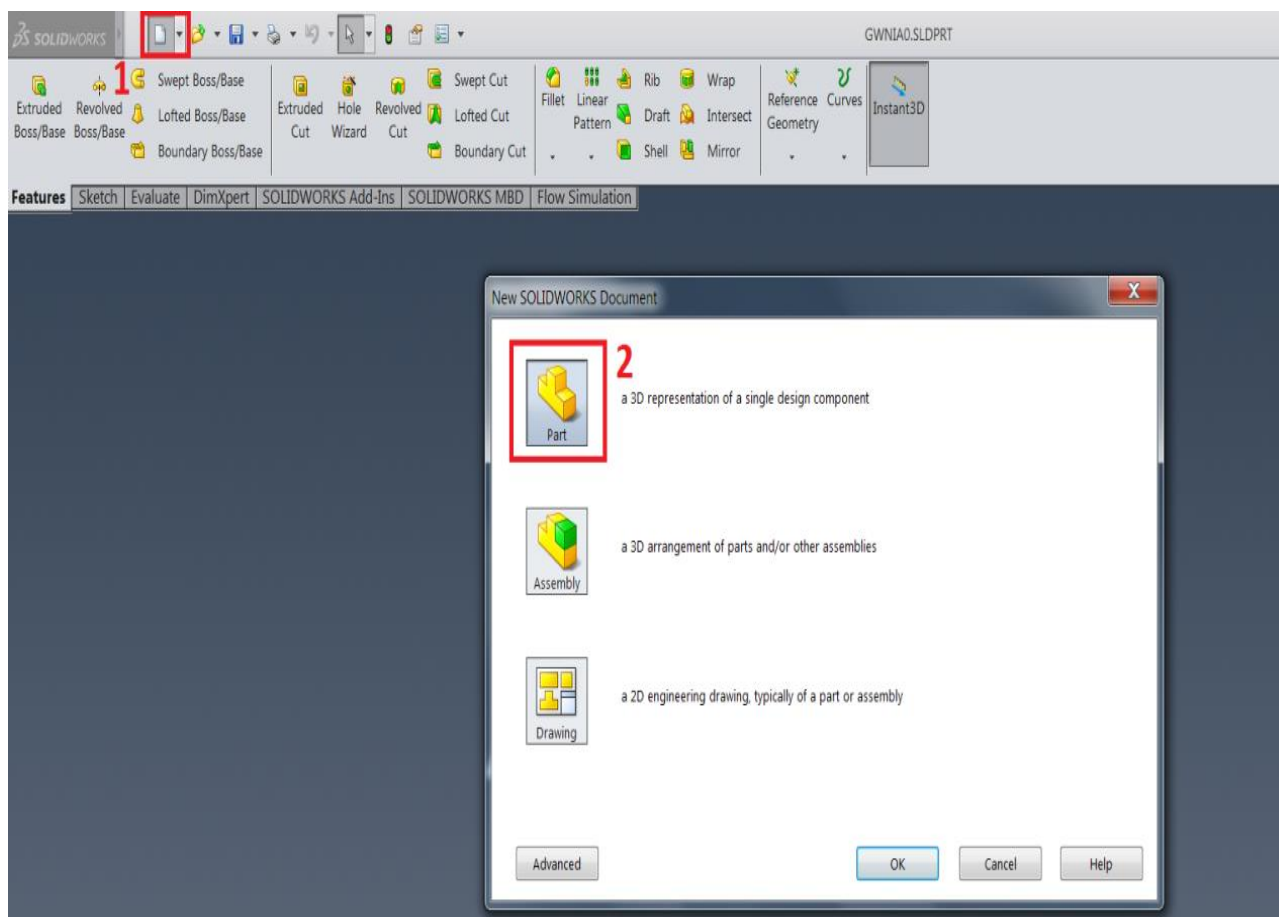 3S SOLIDWORKS
GWNIA0.SLDPRT
1
Extruded Boss/Base
Revolved Boss/Base
Swept Boss/Base
Lofted Boss/Base
Boundary Boss/Base
Extruded Cut
Hole Wizard
Revolved Cut
Swept Cut
Lofted Cut
Boundary Cut
Fillet
Linear Pattern
Rib
Draft
Shell
Wrap
Intersect
Mirror
Reference Geometry
Curves
Instant3D
Features
Sketch
Evaluate
DimXpert
SOLIDWORKS Add-Ins
SOLIDWORKS MBD
Flow Simulation
New SOLIDWORKS Document
X
2
Part
a 3D representation of a single design component
Assembly
a 3D arrangement of parts and/or other assemblies
Drawing
a 2D engineering drawing, typically of a part or assembly
Advanced
OK
Cancel
Help